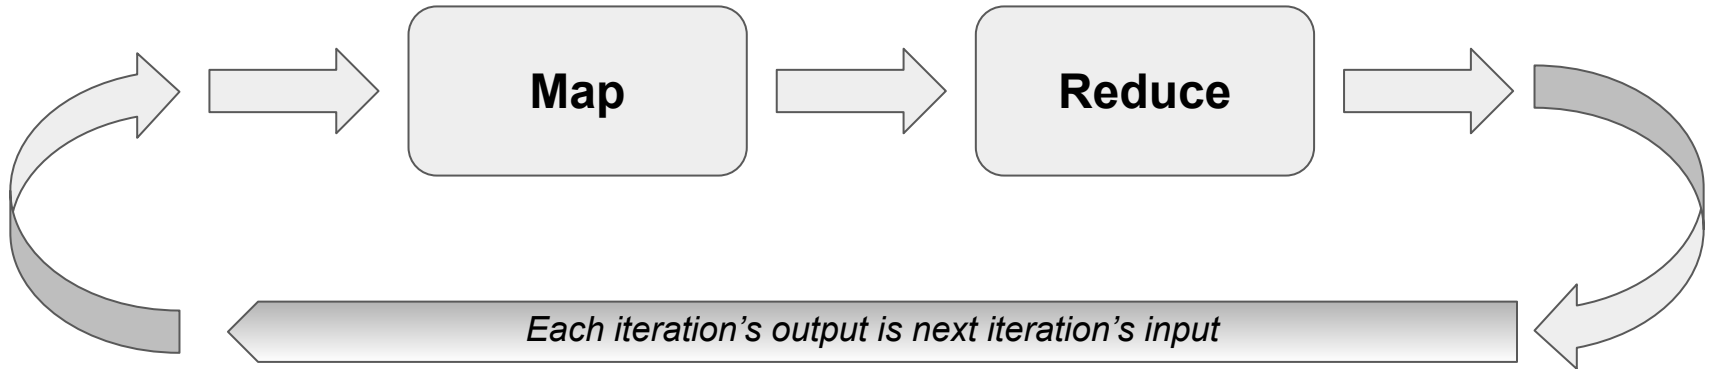 Map
Reduce
Each iteration’s output is next iteration’s input